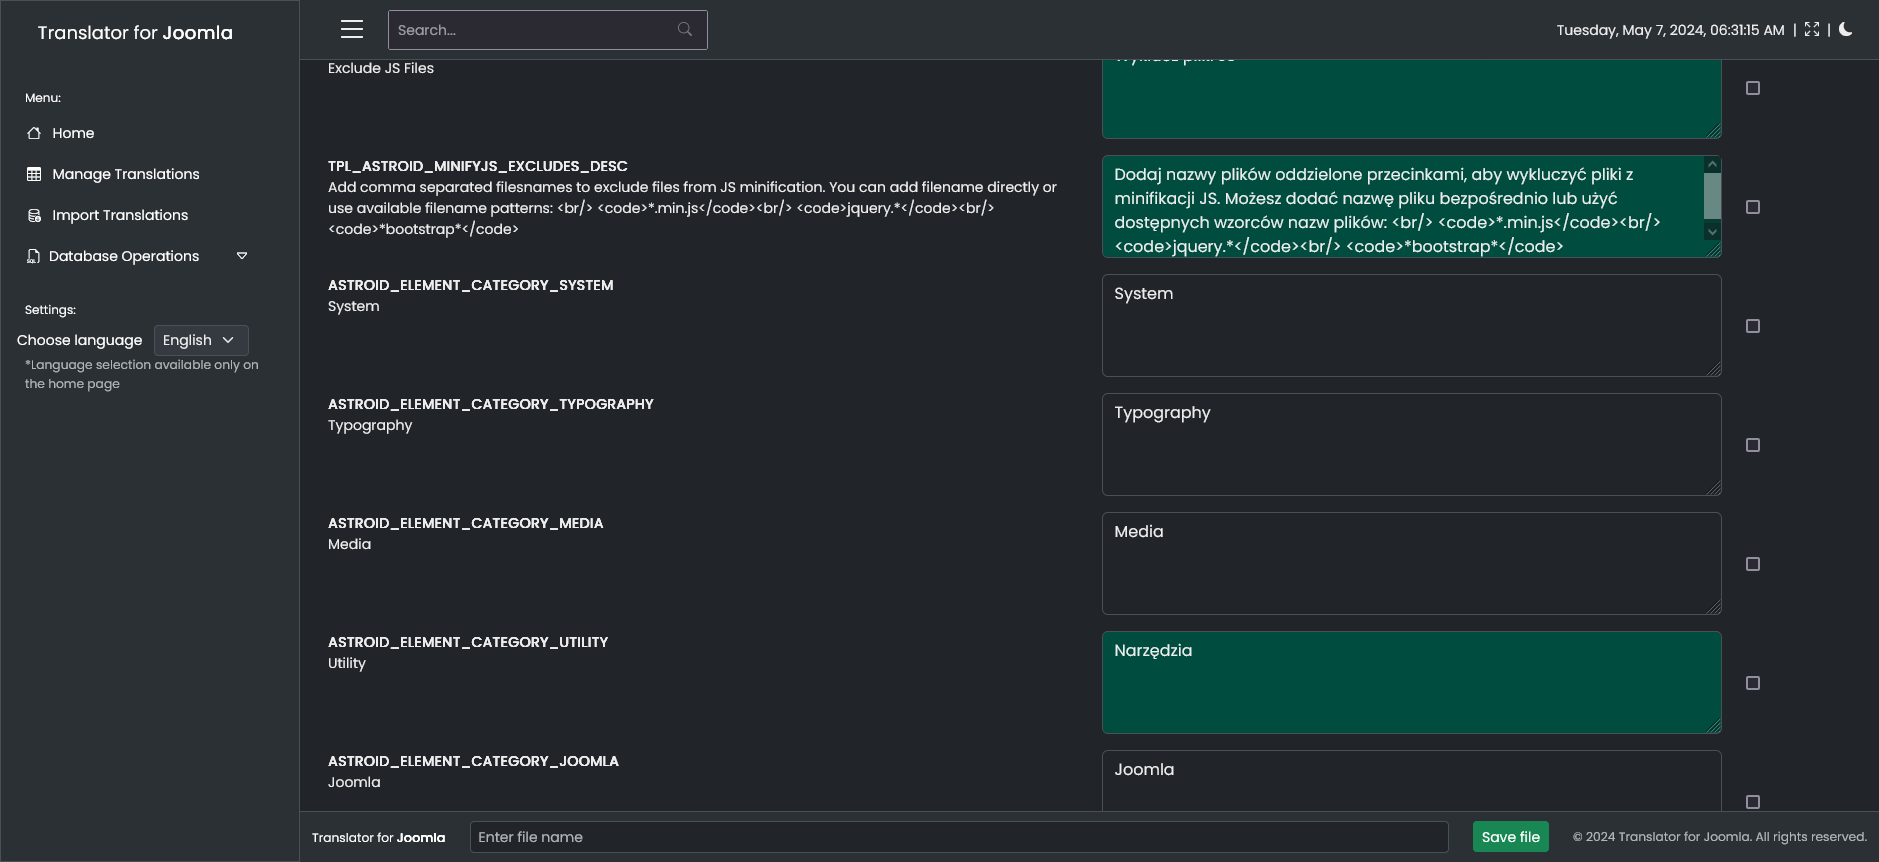 Translator for Joomla
Menu:
Home
Manage Translations
Import Translations
Database Operations
Settings:
Choose language English
*Language selection available only on
the home page
Search...
Tuesday, May 7, 2024, 06:31:15 AM | |
Exclude JS Files
TPL_ASTROID_MINIFYJS_EXCLUDES_DESC
Add comma separated filesnames to exclude files from JS minification. You can add filename directly or
use available filename patterns: <br/> <code>*.min.js</code><br/> <code>jquery.*</code><br/>
<code>*bootstrap*</code>
Dodaj nazwy plików oddzielone przecinkami, aby wykluczyć pliki z
minifikacji JS. Możesz dodać nazwę pliku bezpośrednio lub użyć
dostępnych wzorców nazw plików: <br/> <code>*.min.js</code><br/>
<code>jquery.*</code><br/> <code>*bootstrap*</code>
ASTROID_ELEMENT_CATEGORY_SYSTEM
System
System
ASTROID_ELEMENT_CATEGORY_TYPOGRAPHY
Typography
Typography
ASTROID_ELEMENT_CATEGORY_MEDIA
Media
Media
ASTROID_ELEMENT_CATEGORY_UTILITY
Utility
Narzędzia
ASTROID_ELEMENT_CATEGORY_JOOMLA
Joomla
Joomla
Translator for Joomla
Enter file name
Save file
© 2024 Translator for Joomla. All rights reserved.